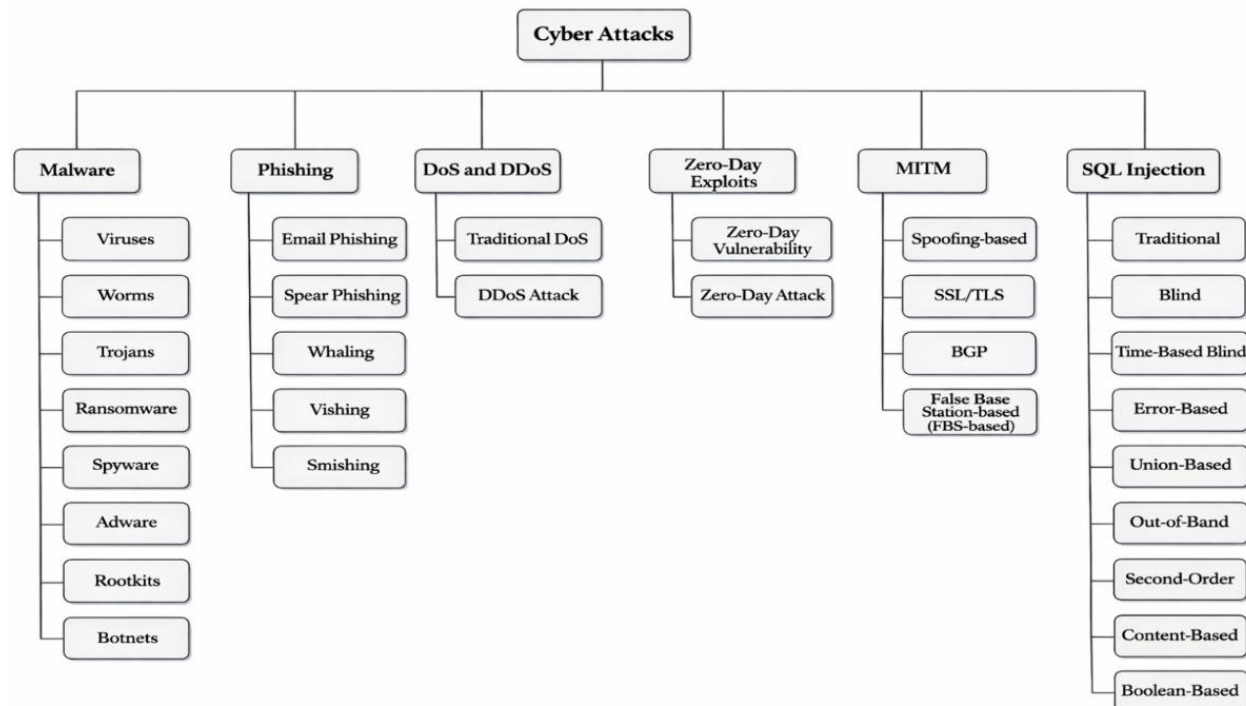 Cyber Attacks
Malware
Phishing
DoS and DDoS
Zero-Day
Exploits
MITM
SQL Injection
Viruses
Worms
Trojans
Ransomware
Spyware
Adware
Rootkits
Botnets
Email Phishing
Spear Phishing
Whaling
Vishing
Smishing
Traditional DoS
DDoS Attack
Zero-Day
Vulnerability
Zero-Day Attack
Spoofing-based
SSL/TLS
BGP
False Base
Station-based
(FBS-based)
Traditional
Blind
Time-Based Blind
Error-Based
Union-Based
Out-of-Band
Second-Order
Content-Based
Boolean-Based